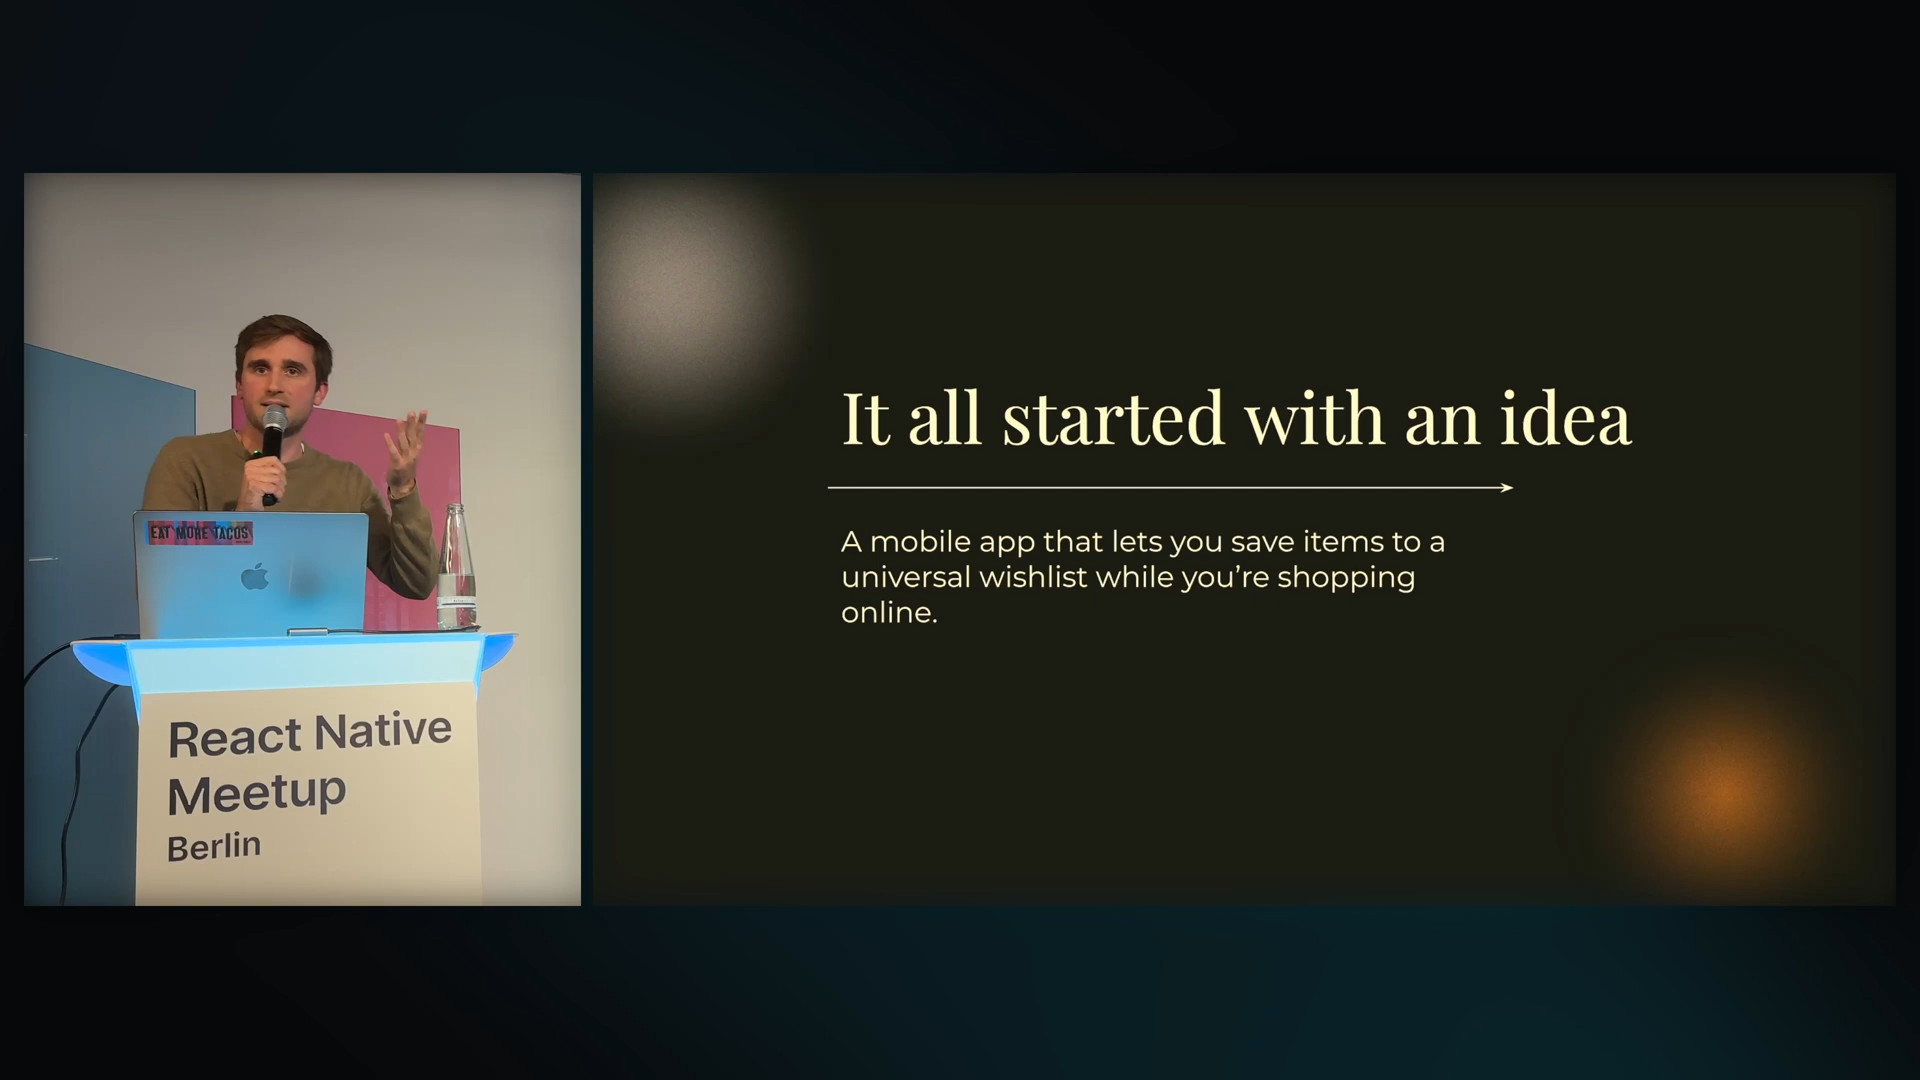 EAT MORE TACOS
React Native
Meetup
Berlin
It all started with an idea
A mobile app that lets you save items to a
universal wishlist while you’re shopping
online.